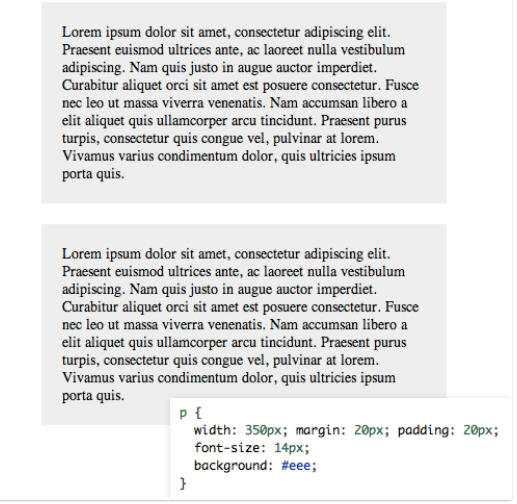 Lorem ipsum dolor sit amet, consectetur adipiscing elit.
Praesent euismod ultrices ante, ac laoreet nulla vestibulum
adipiscing. Nam quis justo in augue auctor imperdiet.
Curabitur aliquet orci sit amet est posuere consectetur. Fusce
nec leo ut massa viverra venenatis. Nam accumsan libero a
elit aliquet quis ullamcorper arcu tincidunt. Praesent purus
turpis, consectetur quis congue vel, pulvinar at lorem.
Vivamus varius condimentum dolor, quis ultricies ipsum
porta quis.
Lorem ipsum dolor sit amet, consectetur adipiscing elit.
Praesent euismod ultrices ante, ac laoreet nulla vestibulum
adipiscing. Nam quis justo in augue auctor imperdiet.
Curabitur aliquet orci sit amet est posuere consectetur. Fusce
nec leo ut massa viverra venenatis. Nam accumsan libero a
elit aliquet quis ullamcorper arcu tincidunt. Praesent purus
turpis, consectetur quis congue vel, pulvinar at lorem.
Vivamus varius condimentum dolor, quis ultricies ipsum
porta quis.
p {
width: 350px; margin: 20px; padding: 20px;
font-size: 14px;
background: #eee;
}